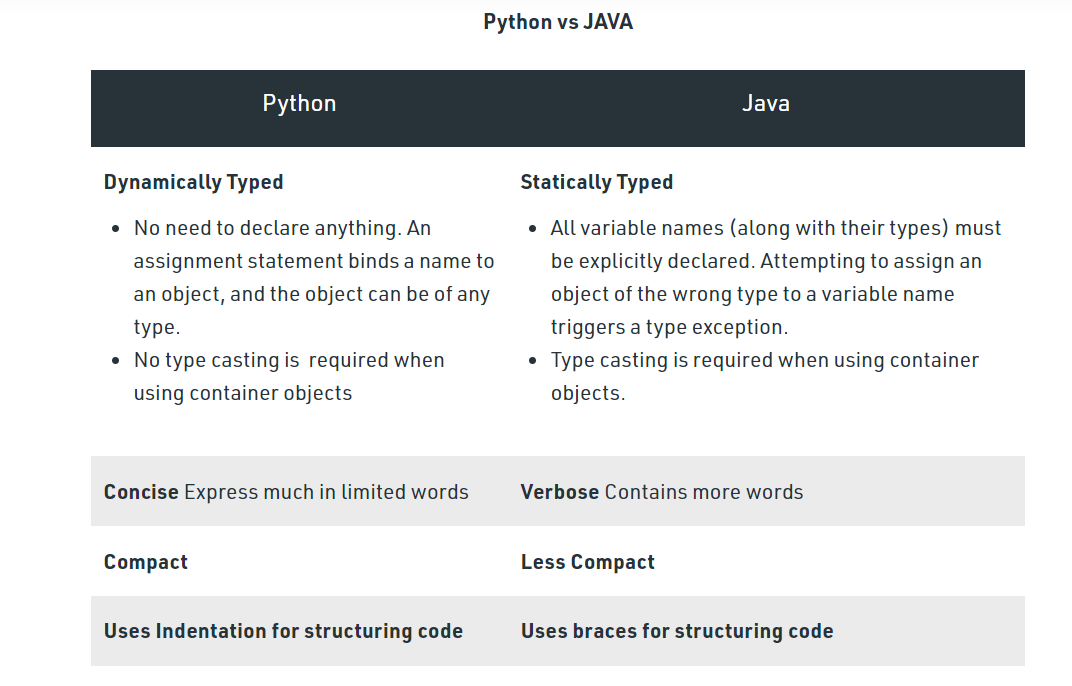 Python vs JAVA
Python Java
Dynamically Typed
No need to declare anything. An
assignment statement binds a name to
an object, and the object can be of any
type.
No type casting is  required when
using container objects
Statically Typed
All variable names (along with their types) must
be explicitly declared. Attempting to assign an
object of the wrong type to a variable name
triggers a type exception.
Type casting is required when using container
objects.
Concise Express much in limited words
Verbose Contains more words
Compact
Less Compact
Uses Indentation for structuring code
Uses braces for structuring code